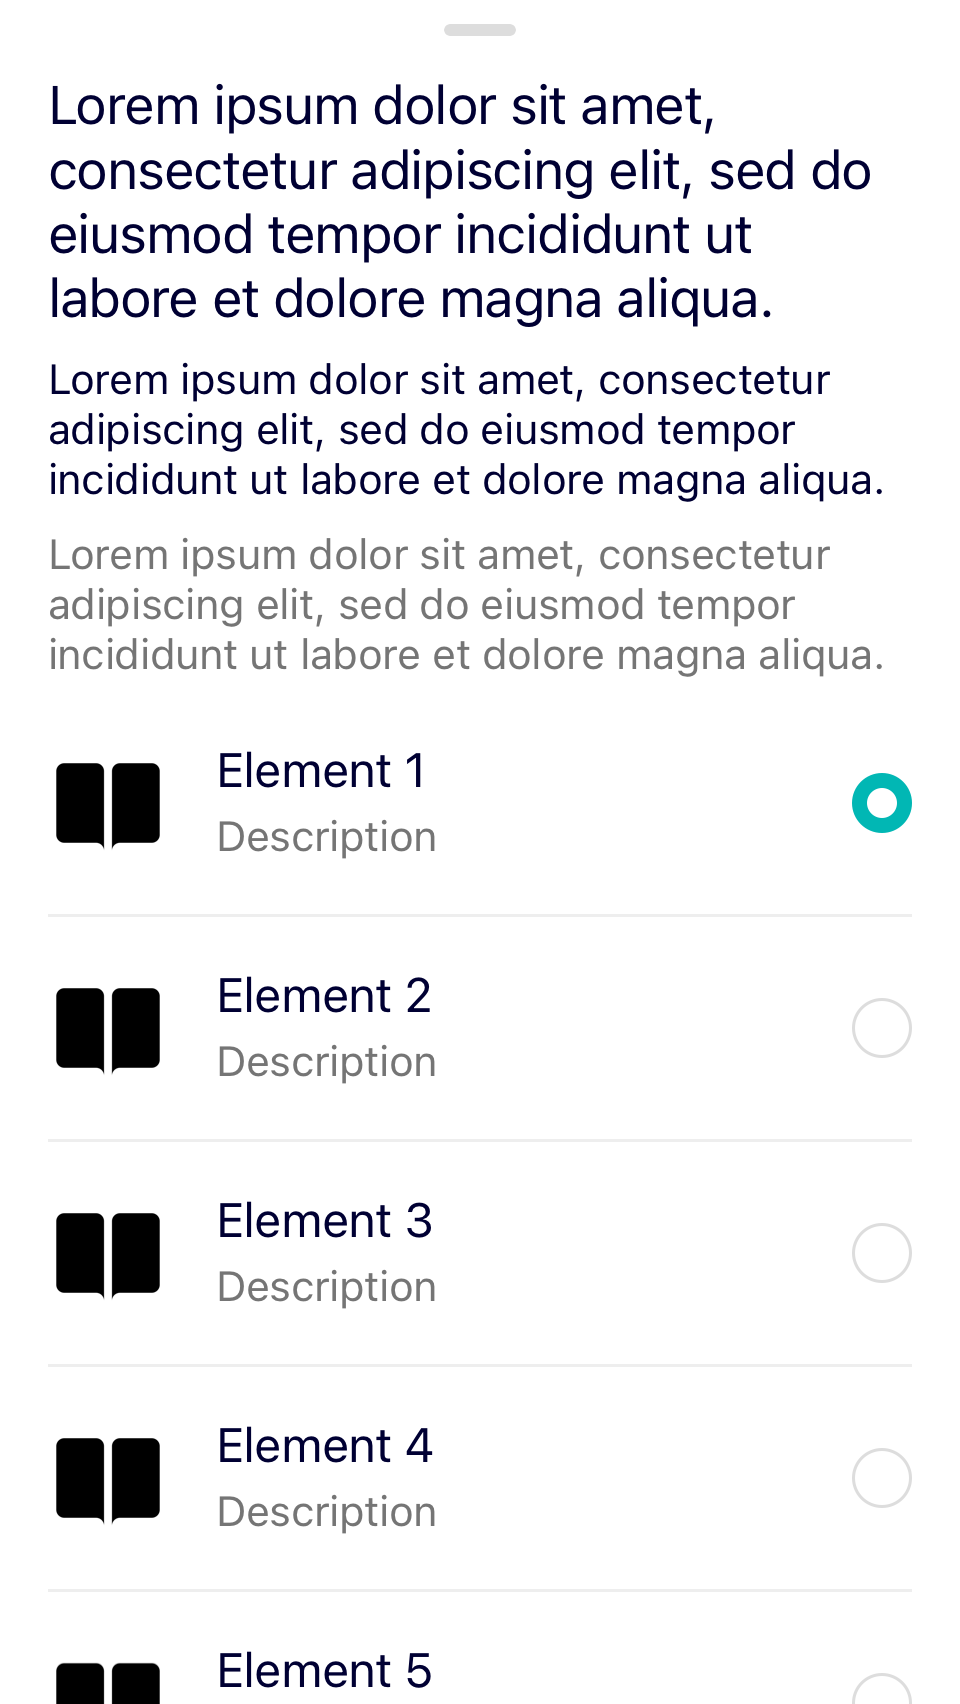 Lorem ipsum dolor sit amet,
consectetur adipiscing elit, sed do
eiusmod tempor incididunt ut
labore et dolore magna aliqua.
Lorem ipsum dolor sit amet, consectetur
adipiscing elit, sed do eiusmod tempor
incididunt ut labore et dolore magna aliqua.
Lorem ipsum dolor sit amet, consectetur
adipiscing elit, sed do eiusmod tempor
incididunt ut labore et dolore magna aliqua.
Element 1
Description
Element 2
Description
Element 3
Description
Element 4
Description
Element 5